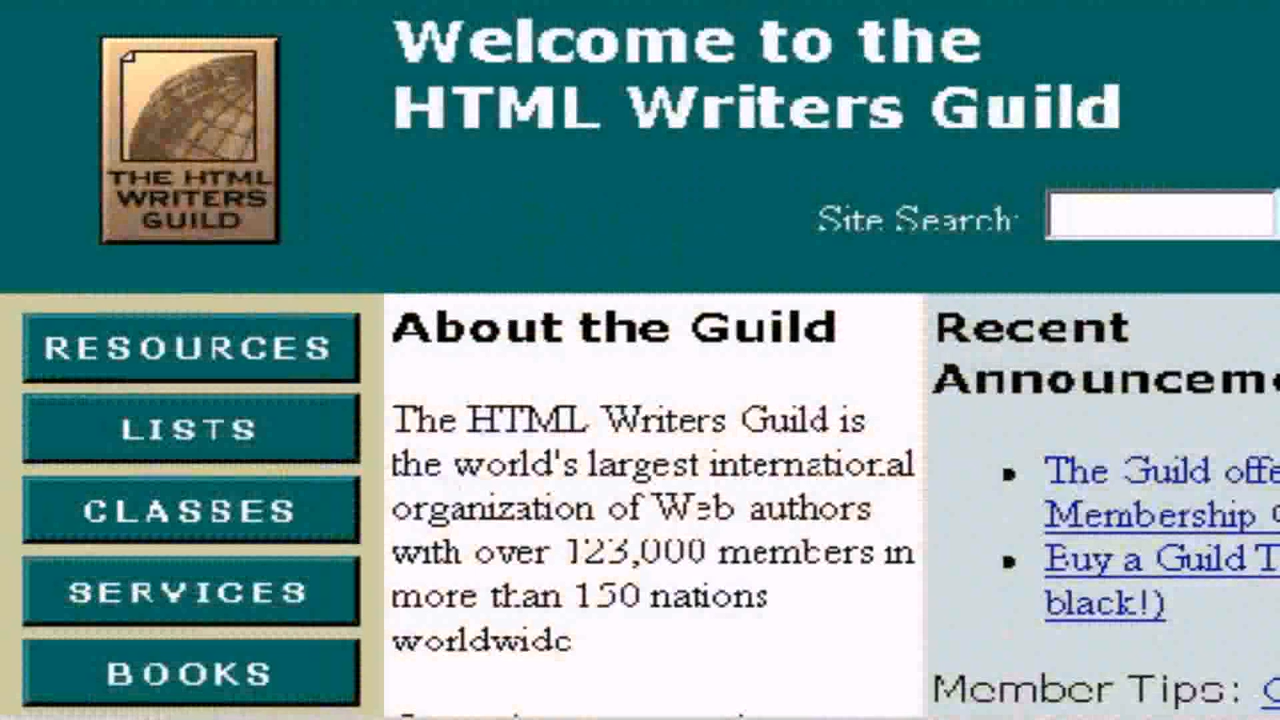 THE HTML
WRITERS
GUILD
Welcome to the
HTML Writers Guild
Site Search:
RESOURCES
LISTS
CLASSES
SERVICES
BOOKS
About the Guild
The HTML Writers Guild is
the world's largest international
organization of Web authors
with over 123,000 members in
more than 150 nations
worldwide
Recent
The Guild
Membership
Buy a Guild
black!)
Member Tips: